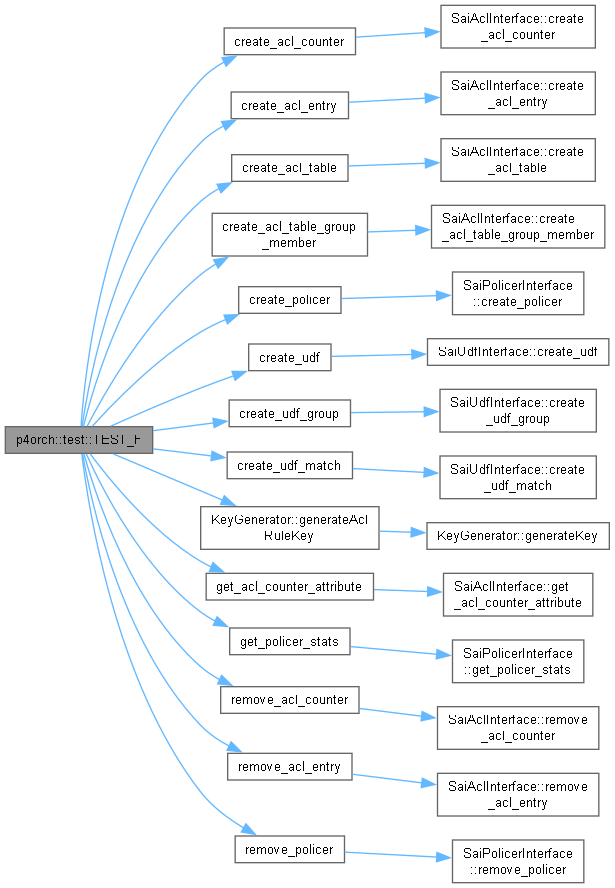 create_acl_counter
SaiAclInterface::create
_acl_counter
create_acl_entry
SaiAclInterface::create
_acl_entry
create_acl_table
SaiAclInterface::create
_acl_table
create_acl_table_group
_member
SaiAclInterface::create
_acl_table_group_member
create_policer
SaiPolicerInterface
::create_policer
create_udf
SaiUdfInterface::create_udf
create_udf_group
SaiUdfInterface::create
_udf_group
p4orch::test::TEST_F
create_udf_match
SaiUdfInterface::create
_udf_match
KeyGenerator::generateAcl
RuleKey
KeyGenerator::generateKey
get_acl_counter_attribute
SaiAclInterface::get
_acl_counter_attribute
get_policer_stats
SaiPolicerInterface
::get_policer_stats
remove_acl_counter
SaiAclInterface::remove
_acl_counter
remove_acl_entry
SaiAclInterface::remove
_acl_entry
remove_policer
SaiPolicerInterface
::remove_policer